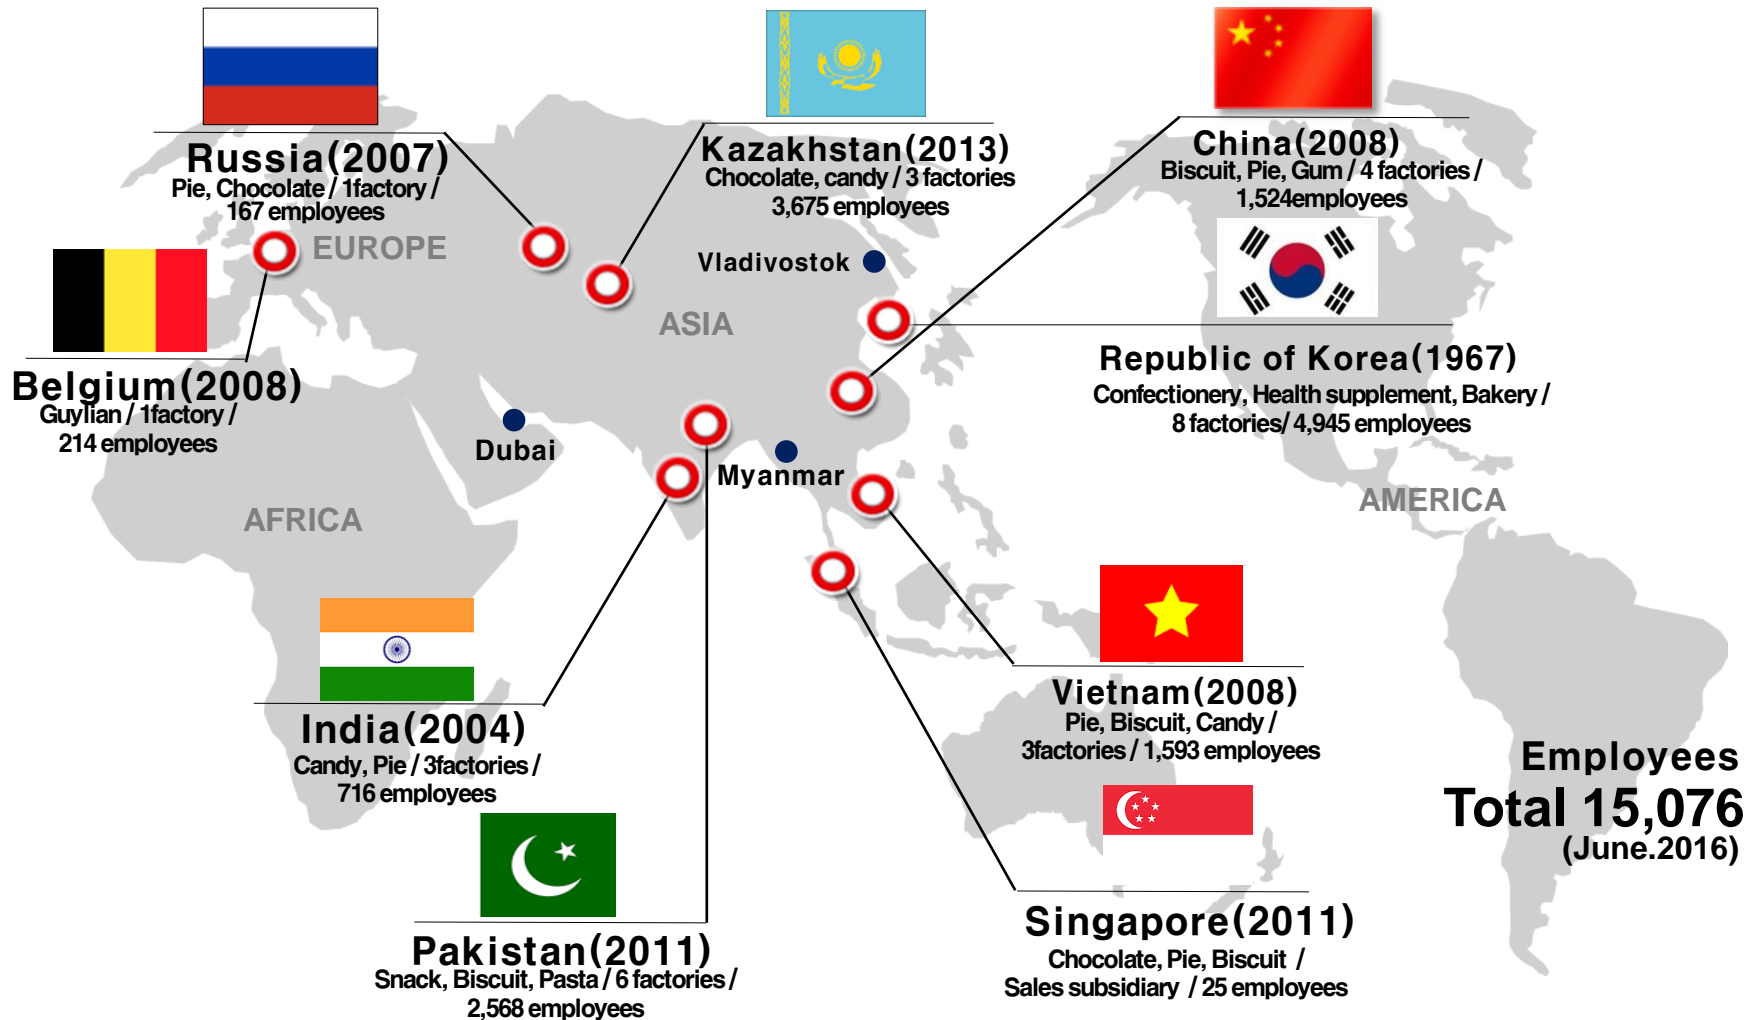 Russia(2007)
Pie, Chocolate / 1factory /
167 employees
Kazakhstan(2013)
Chocolate, candy / 3 factories
3,675 employees
China(2008)
Biscuit, Pie, Gum / 4 factories /
1,524employees
EUROPE
Vladivostok
ASIA
Republic of Korea(1967)
Confectionery, Health supplement, Bakery /
8 factories/ 4,945 employees
Belgium(2008)
Guylian / 1factory /
214 employees
Dubai
Myanmar
AFRICA
AMERICA
India(2004)
Candy, Pie / 3factories /
716 employees
Vietnam(2008)
Pie, Biscuit, Candy /
3factories / 1,593 employees
Employees
Total 15,076
(June.2016)
Pakistan(2011)
Snack, Biscuit, Pasta / 6 factories /
2,568 employees
Singapore(2011)
Chocolate, Pie, Biscuit /
Sales subsidiary / 25 employees